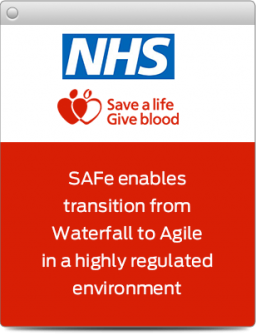 NHS
Save a life
Give blood
SAFe enables
transition from
Waterfall to Agile
in a highly regulated
environment